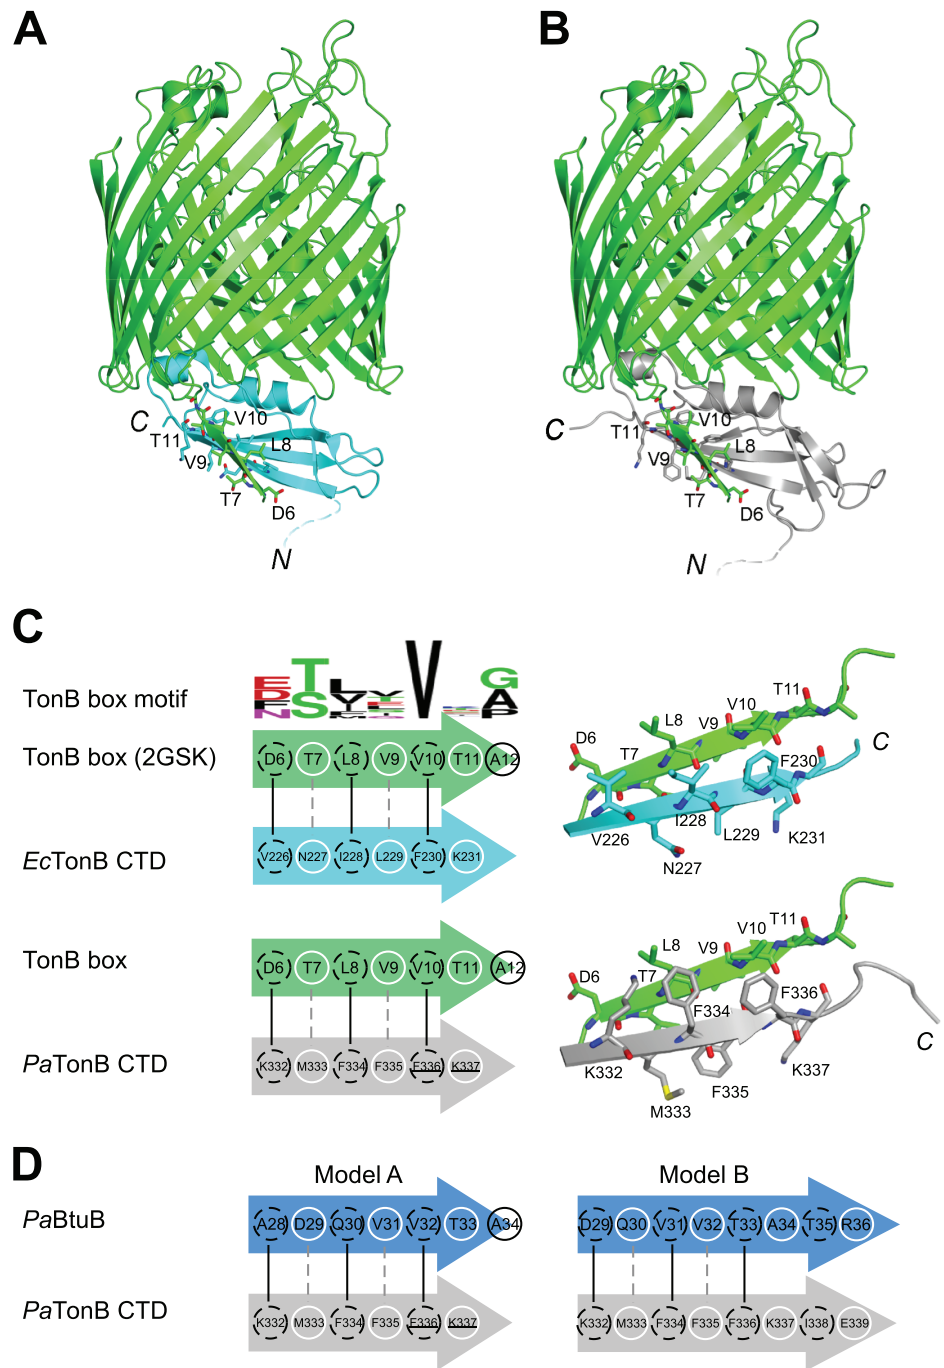 A
B
V10
C
T11
L8
V9
T7
D6
N
V10
C
T11
L8
V9
T7
D6
N
C
TonB box motif
TonB box (2GSK)
D6 T7 L8 V9 V10 T11 A12
EcTonB CTD
V226 N227 I228 L229 F230 K231
T11
V10
L8
V9
D6
T7
C
F230
I228
L229
K231
V226
N227
TonB box
D6 T7 L8 V9 V10 T11 A12
PaTonB CTD
K332 M333 F334 F335 F336 K337
T11
V10
L8
V9
D6
T7
F336
F334
C
K337
K332
F335
M333
D
Model A
Model B
PaBtuB
A28 D29 Q30 V31 V32 T33 A34
D29 Q30 V31 V32 T33 A34 T35 R36
PaTonB CTD
K332 M333 F334 F335 F336 K337
K332 M333 F334 F335 F336 K337 I338 E339